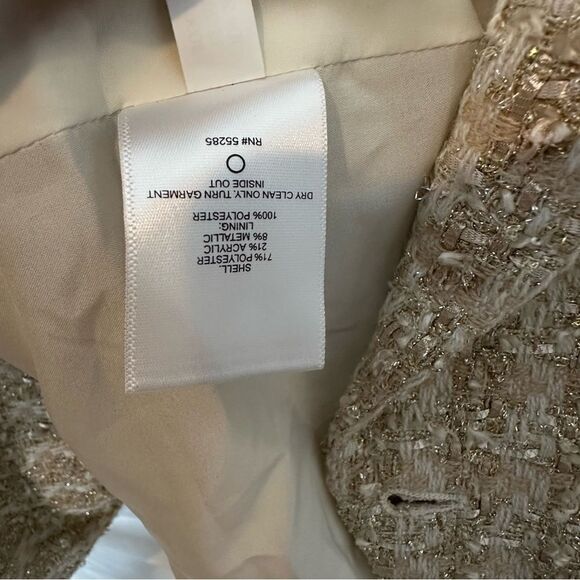 SHELL:
71% POLYESTER
21% ACRYLIC
8% METALLIC
LINING:
100% POLYESTER
DRY CLEAN ONLY. TURN GARMENT
INSIDE OUT
RN# 55285